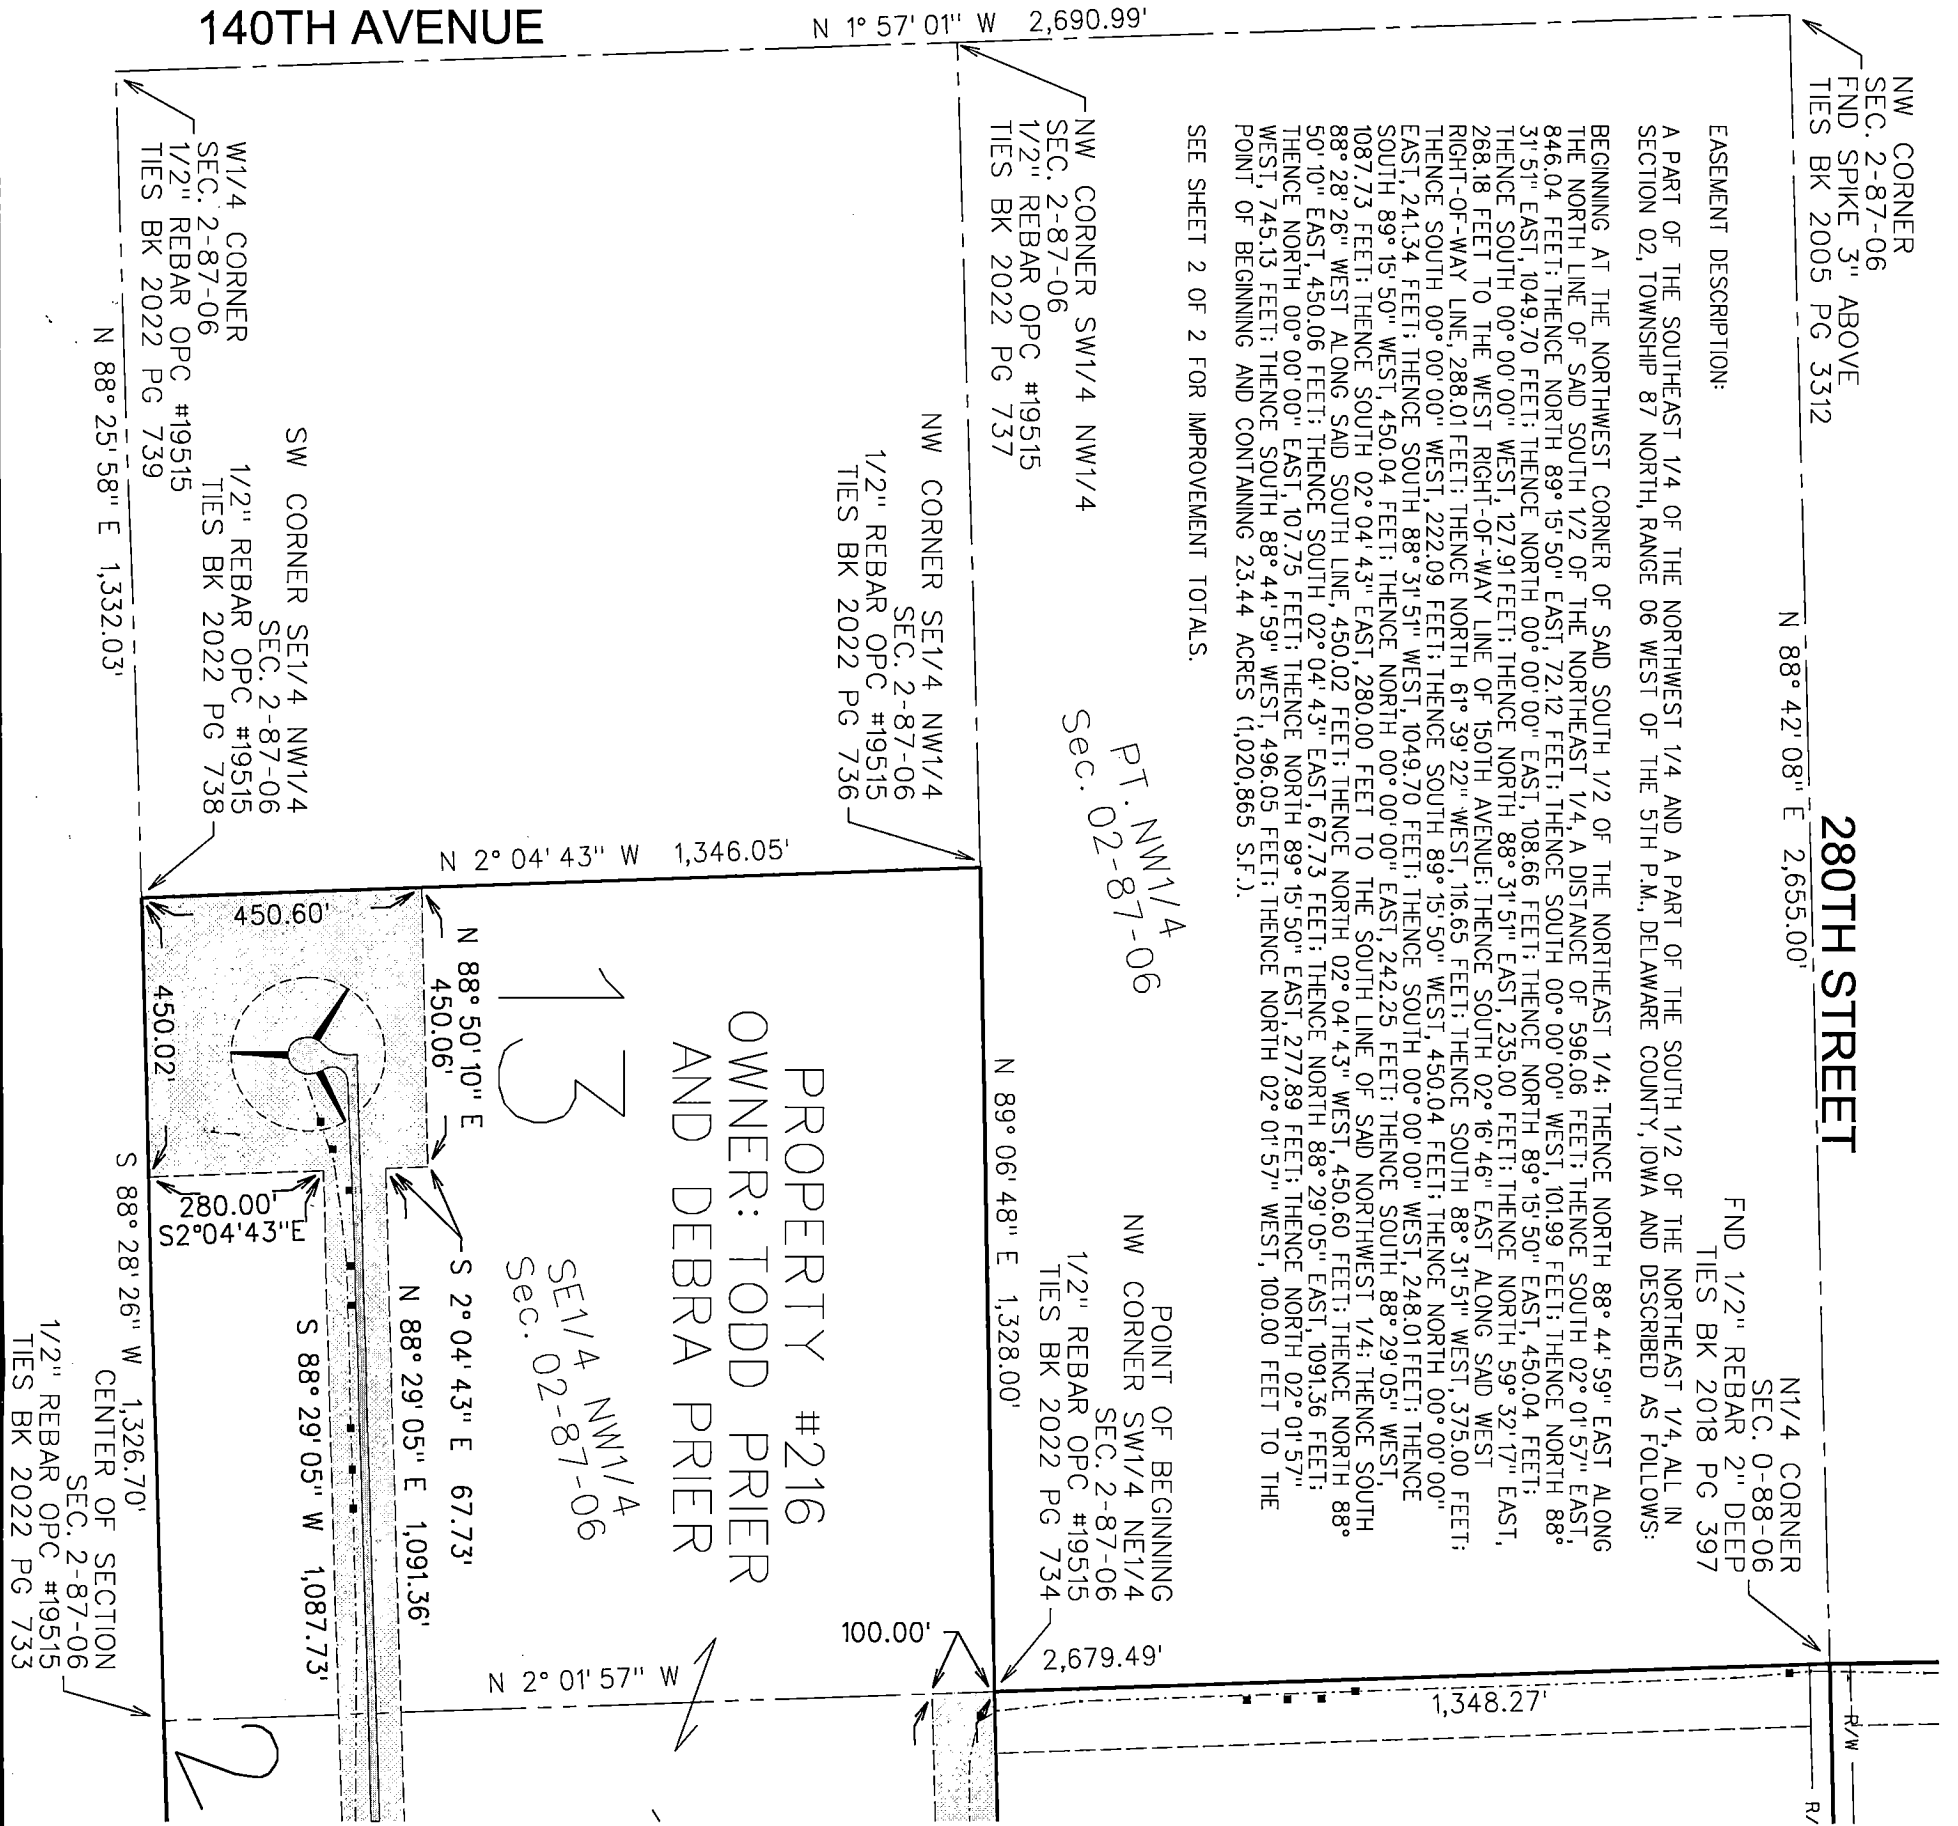 280TH STREET
140TH AVENUE
NW CORNER
SEC. 2-87-06
FND SPIKE 3" ABOVE
TIES BK 2005 PG 3312
N 88° 42' 08" E 2,655.00'
N1/4 CORNER
SEC. 0-88-06
FND 1/2" REBAR 2" DEEP
TIES BK 2018 PG 397
EASEMENT DESCRIPTION:
A PART OF THE SOUTHEAST 1/4 OF THE NORTHWEST 1/4 AND A PART OF THE SOUTH 1/2 OF THE NORTHEAST 1/4, ALL IN
SECTION 02, TOWNSHIP 87 NORTH, RANGE 06 WEST OF THE 5TH P.M., DELAWARE COUNTY, IOWA AND DESCRIBED AS FOLLOWS:
BEGINNING AT THE NORTHWEST CORNER OF SAID SOUTH 1/2 OF THE NORTHEAST 1/4; THENCE NORTH 88° 44' 59" EAST ALONG
THE NORTH LINE OF SAID SOUTH 1/2 OF THE NORTHEAST 1/4, A DISTANCE OF 596.06 FEET; THENCE SOUTH 02° 01' 57" EAST,
846.04 FEET; THENCE NORTH 89° 15' 50" EAST, 72.12 FEET; THENCE SOUTH 00° 00' 00" WEST, 101.99 FEET; THENCE NORTH 88°
31' 51" EAST, 1049.70 FEET; THENCE NORTH 00° 00' 00" EAST, 108.66 FEET; THENCE NORTH 89° 15' 50" EAST, 450.04 FEET;
THENCE SOUTH 00° 00' 00" WEST, 127.91 FEET; THENCE NORTH 88° 31' 51" EAST, 235.00 FEET; THENCE NORTH 59° 32' 17" EAST,
268.18 FEET TO THE WEST RIGHT-OF-WAY LINE OF 150TH AVENUE; THENCE SOUTH 02° 16' 46" EAST ALONG SAID WEST
RIGHT-OF-WAY LINE, 288.01 FEET; THENCE NORTH 61° 39' 22" WEST, 116.65 FEET; THENCE SOUTH 88° 31' 51" WEST, 375.00 FEET;
THENCE SOUTH 00° 00' 00" WEST, 222.09 FEET; THENCE SOUTH 89° 15' 50" WEST, 450.04 FEET; THENCE NORTH 00° 00' 00"
EAST, 241.34 FEET; THENCE SOUTH 88° 31' 51" WEST, 1049.70 FEET; THENCE SOUTH 00° 00' 00" WEST, 248.01 FEET; THENCE
SOUTH 89° 15' 50" WEST, 450.04 FEET; THENCE NORTH 00° 00' 00" EAST, 242.25 FEET; THENCE SOUTH 88° 29' 05" WEST,
1087.73 FEET; THENCE SOUTH 02° 04' 43" EAST, 280.00 FEET TO THE SOUTH LINE OF SAID NORTHWEST 1/4; THENCE SOUTH
88° 28' 26" WEST ALONG SAID SOUTH LINE, 450.02 FEET; THENCE NORTH 02° 04' 43" WEST, 450.60 FEET; THENCE NORTH 88°
50' 10" EAST, 450.06 FEET; THENCE SOUTH 02° 04' 43" EAST, 67.73 FEET; THENCE NORTH 88° 29' 05" EAST, 1091.36 FEET;
THENCE NORTH 00° 00' 00" EAST, 107.75 FEET; THENCE NORTH 89° 15' 50" EAST, 277.89 FEET; THENCE NORTH 02° 01' 57"
WEST, 745.13 FEET; THENCE SOUTH 88° 44' 59" WEST, 496.05 FEET; THENCE NORTH 02° 01' 57" WEST, 100.00 FEET TO THE
POINT OF BEGINNING AND CONTAINING 23.44 ACRES (1,020,865 S.F.).
SEE SHEET 2 OF 2 FOR IMPROVEMENT TOTALS.
N 1° 57' 01" W 2,690.99'
NW CORNER SW1/4 NW1/4
SEC. 2-87-06
1/2" REBAR OPC #19515
TIES BK 2022 PG 737
PT. NW1/4
Sec. 02-87-06
POINT OF BEGINNING
NW CORNER SW1/4 NE1/4
SEC. 2-87-06
1/2" REBAR OPC #19515
TIES BK 2022 PG 734
NW CORNER SE1/4 NW1/4
SEC. 2-87-06
1/2" REBAR OPC #19515
TIES BK 2022 PG 736
N 89° 06' 48" E 1,328.00'
2,679.49'
1,348.27'
R/W
R/
100.00'
PROPERTY #216
OWNER: TODD PRIER
AND DEBRA PRIER
N 2° 04' 43" W 1,346.05'
13
SE1/4 NW1/4
Sec. 02-87-06
N 2° 01' 57" W
N 88° 50' 10" E
450.06'
S 2° 04' 43" E 67.73'
N 88° 29' 05" E 1,091.36'
S 88° 29' 05" W 1,087.73'
450.60'
450.02'
280.00'
S2°04'43"E
W1/4 CORNER
SEC. 2-87-06
1/2" REBAR OPC #19515
TIES BK 2022 PG 739
SW CORNER SE1/4 NW1/4
SEC. 2-87-06
1/2" REBAR OPC #19515
TIES BK 2022 PG 738
N 88° 25' 58" E 1,332.03'
S 88° 28' 26" W 1,326.70'
CENTER OF SECTION
SEC. 2-87-06
1/2" REBAR OPC #19515
TIES BK 2022 PG 733
2